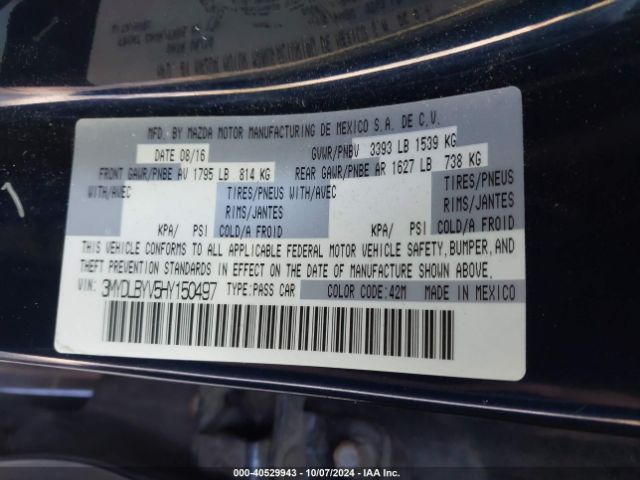 MFD. BY MAZDA MOTOR MANUFACTURING DE MEXICO S.A. DE C.V.
DATE 08/16 GVWR/PNBV 3393 LB 1539 KG
FRONT GAWR/PNBE AV 1795 LB 814 KG REAR GAWR/PNBE AR 1627 LB 738 KG
WITH/AVEC TIRES/PNEUS WITH/AVEC TIRES/PNEUS
RIMS/JANTES RIMS/JANTES
KPA/ PSI COLD/A FROID KPA/ PSI COLD/A FROID
THIS VEHICLE CONFORMS TO ALL APPLICABLE FEDERAL MOTOR VEHICLE SAFETY, BUMPER, AND
THEFT PREVENTION STANDARDS IN EFFECT ON THE DATE OF MANUFACTURE SHOWN ABOVE.
VIN: 3MYDLBYV5HY150497 TYPE:PASS CAR COLOR CODE:42M MADE IN MEXICO
000-40529943 - 10/07/2024 - IAA Inc.